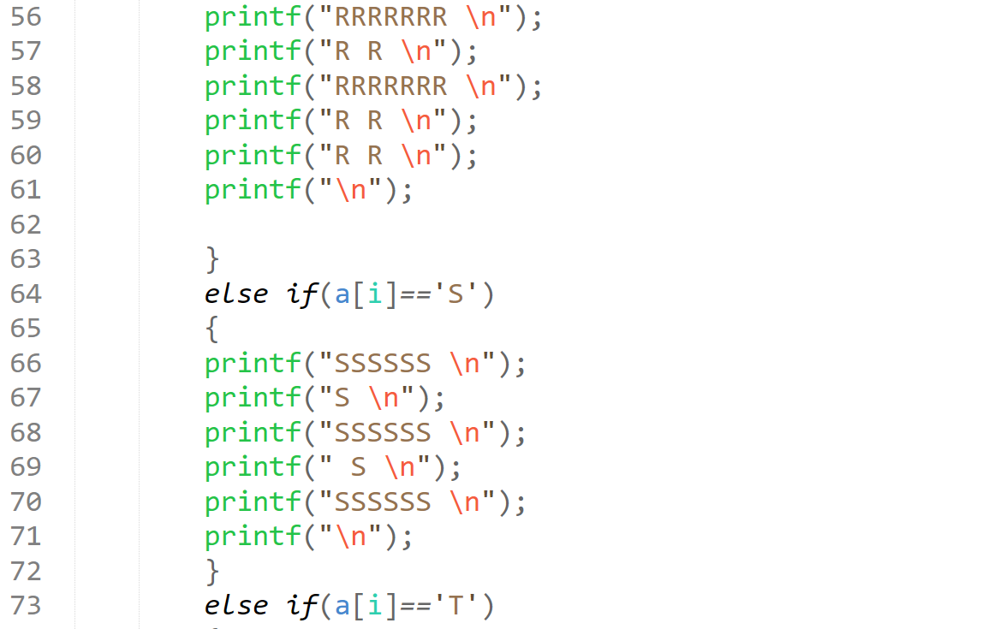 56 printf("RRRRRRR \n");
57 printf("R R \n");
58 printf("RRRRRRR \n");
59 printf("R R \n");
60 printf("R R \n");
61 printf("\n");
62
63 }
64 else if(a[i]=='S')
65 {
66 printf("SSSSSS \n");
67 printf("S \n");
68 printf("SSSSSS \n");
69 printf(" S \n");
70 printf("SSSSSS \n");
71 printf("\n");
72 }
73 else if(a[i]=='T')